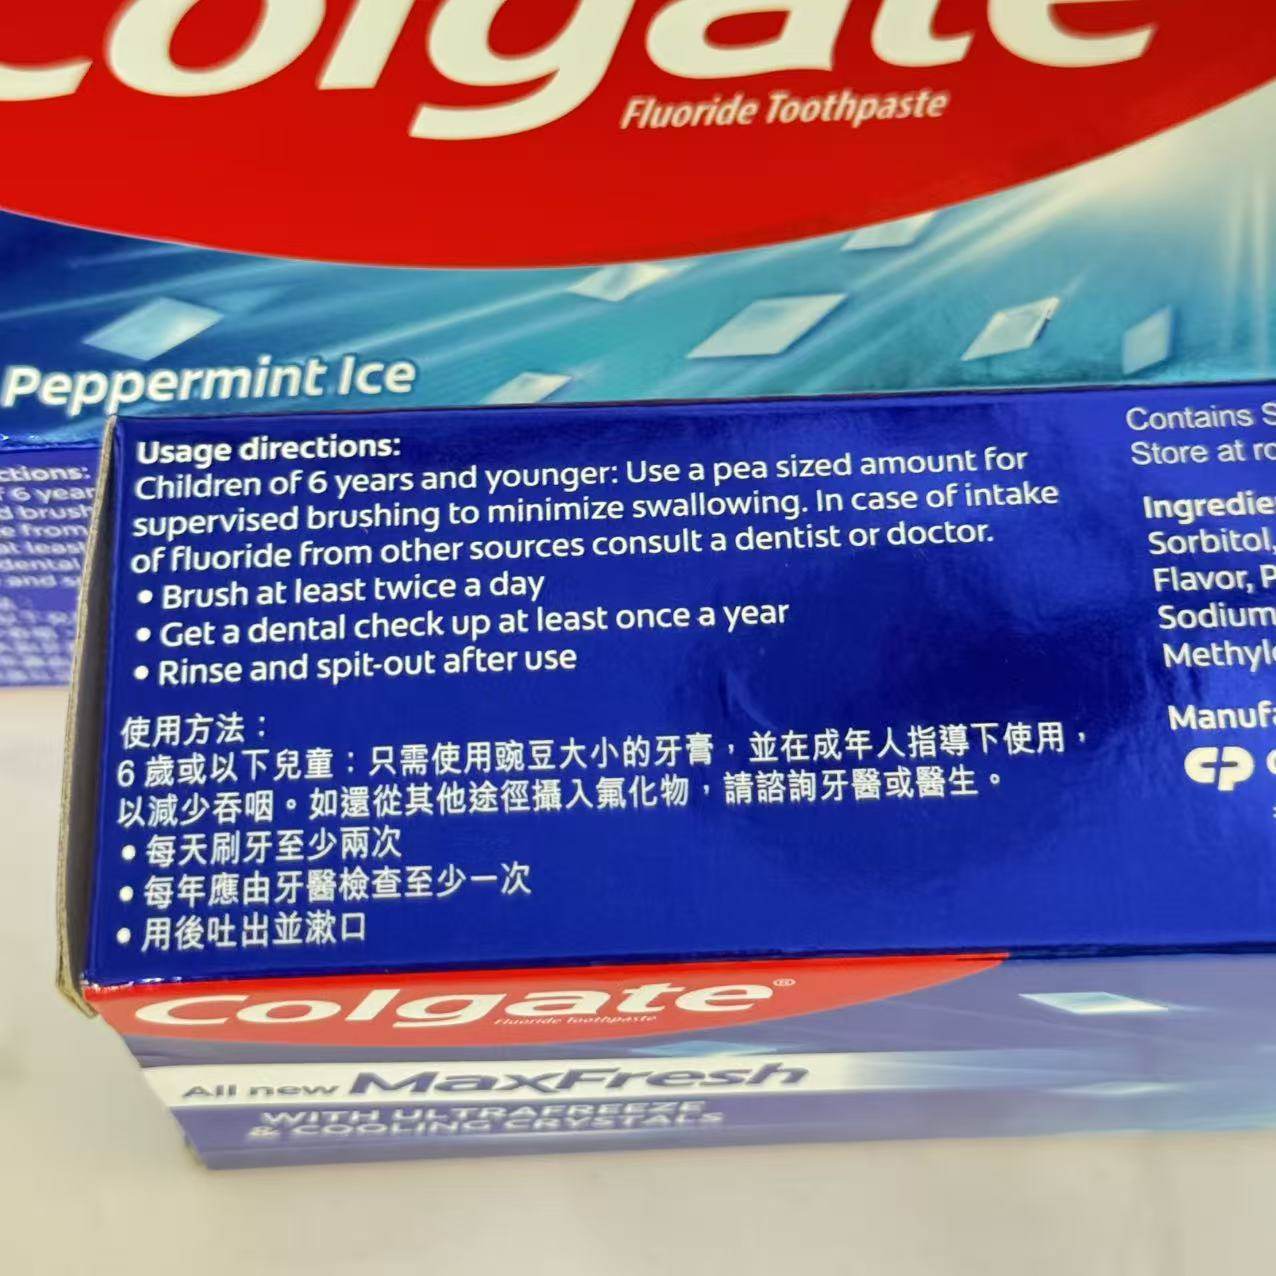 Colgate
Fluoride Toothpaste
Peppermint Ice
Usage directions:
Children of 6 years and younger: Use a pea sized amount for
supervised brushing to minimize swallowing. In case of intake
of fluoride from other sources consult a dentist or doctor.
• Brush at least twice a day
• Get a dental check up at least once a year
• Rinse and spit-out after use
使用方法：
6 歲或以下兒童：只需使用豌豆大小的牙膏，並在成年人指導下使用，
以減少吞咽。如還從其他途徑攝入氟化物，請諮詢牙醫或醫生。
• 每天刷牙至少兩次
• 每年應由牙醫檢查至少一次
• 用後吐出並漱口
Contains
Store at
Sorbitol,
Flavor,
Sodium
Colgate®
Fluoride Toothpaste
All new MaxFresh
WITH ULTRAFREEZE
& COOLING CRYSTALS